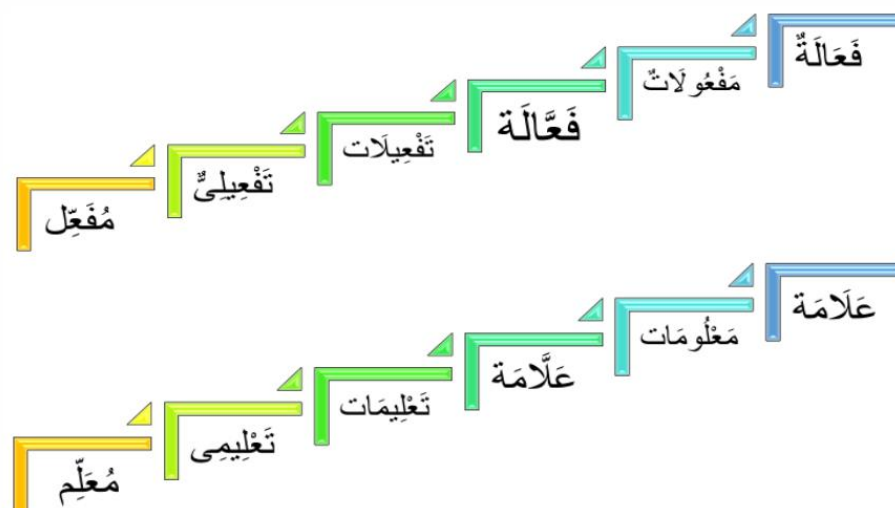 فَعَالَةٌ
مَفْعُولَاتٌ
فَعَّالَة
تَفْعِيلَات
تَفْعِيلِىٌّ
مُفَعِّل
عَلَامَة
مَعْلُومَات
عَلَّامَة
تَعْلِيمَات
تَعْلِيمِى
مُعَلِّم